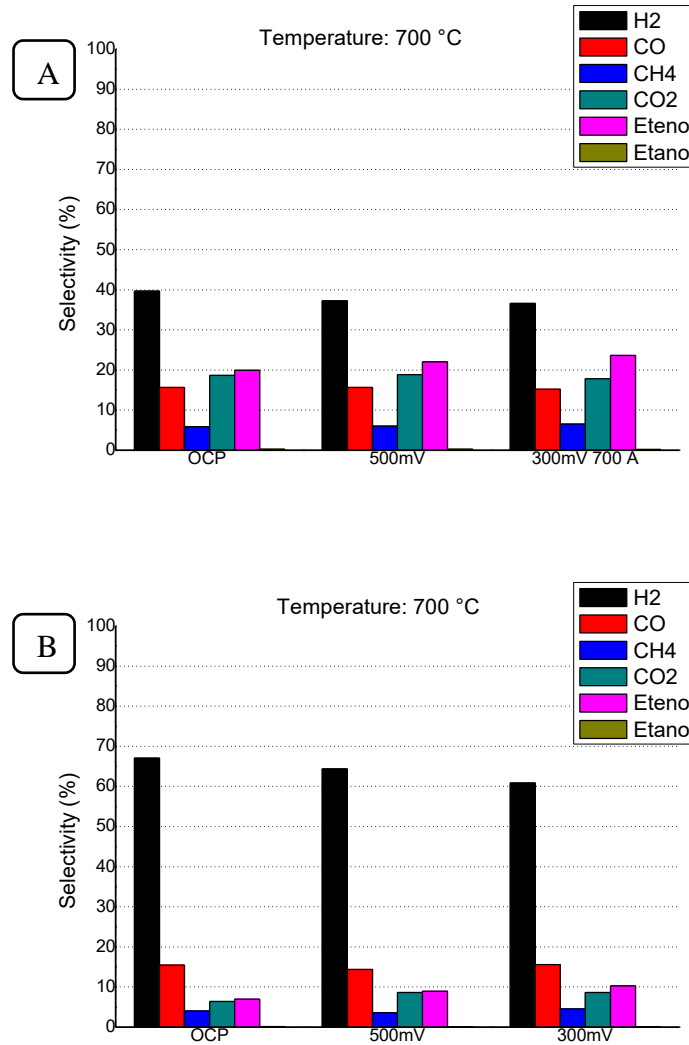 A
Temperature: 700 °C
H2
CO
CH4
CO2
Eteno
Etano
Selectivity (%)
100
90
80
70
60
50
40
30
20
10
0
OCP
500mV
300mV 700 A
B
Temperature: 700 °C
H2
CO
CH4
CO2
Eteno
Etano
Selectivity (%)
100
90
80
70
60
50
40
30
20
10
0
OCP
500mV
300mV